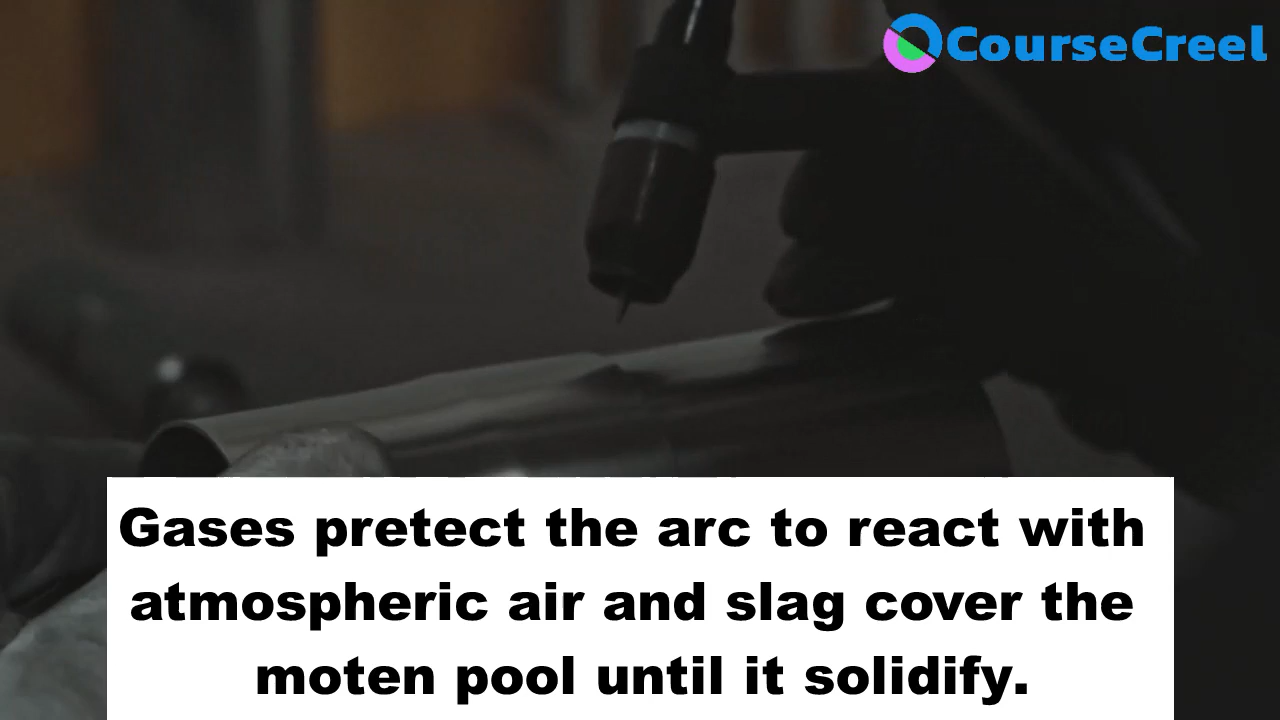 CourseCreel
Gases pretect the arc to react with
atmospheric air and slag cover the
moten pool until it solidify.